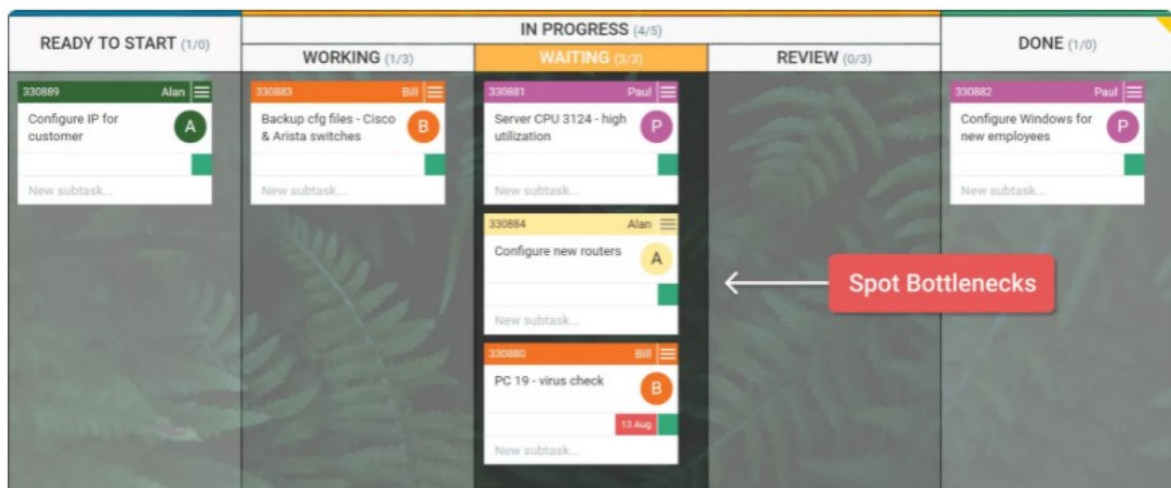 READY TO START (1/0)
IN PROGRESS (4/5)
DONE (1/0)
WORKING (1/3)
WAITING (3/3)
REVIEW (0/3)
330889 Alan
Configure IP for
customer
A
New subtask...
330883 Bill
Backup cfg files - Cisco
& Arista switches
B
New subtask...
330881 Paul
Server CPU 3124 - high
utilization
P
New subtask...
330884 Alan
Configure new routers
A
New subtask...
330880 Bill
PC 19 - virus check
B
13 Aug
New subtask...
Spot Bottlenecks
330882 Paul
Configure Windows for
new employees
P
New subtask...